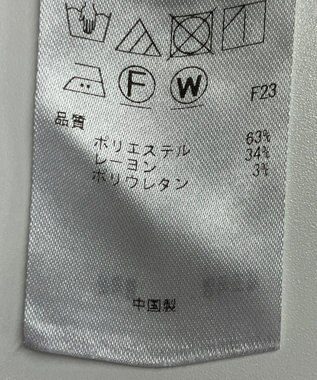 F W
F23
品質
ポリエステル 63%
レーヨン 34%
ポリウレタン 3%
中国製